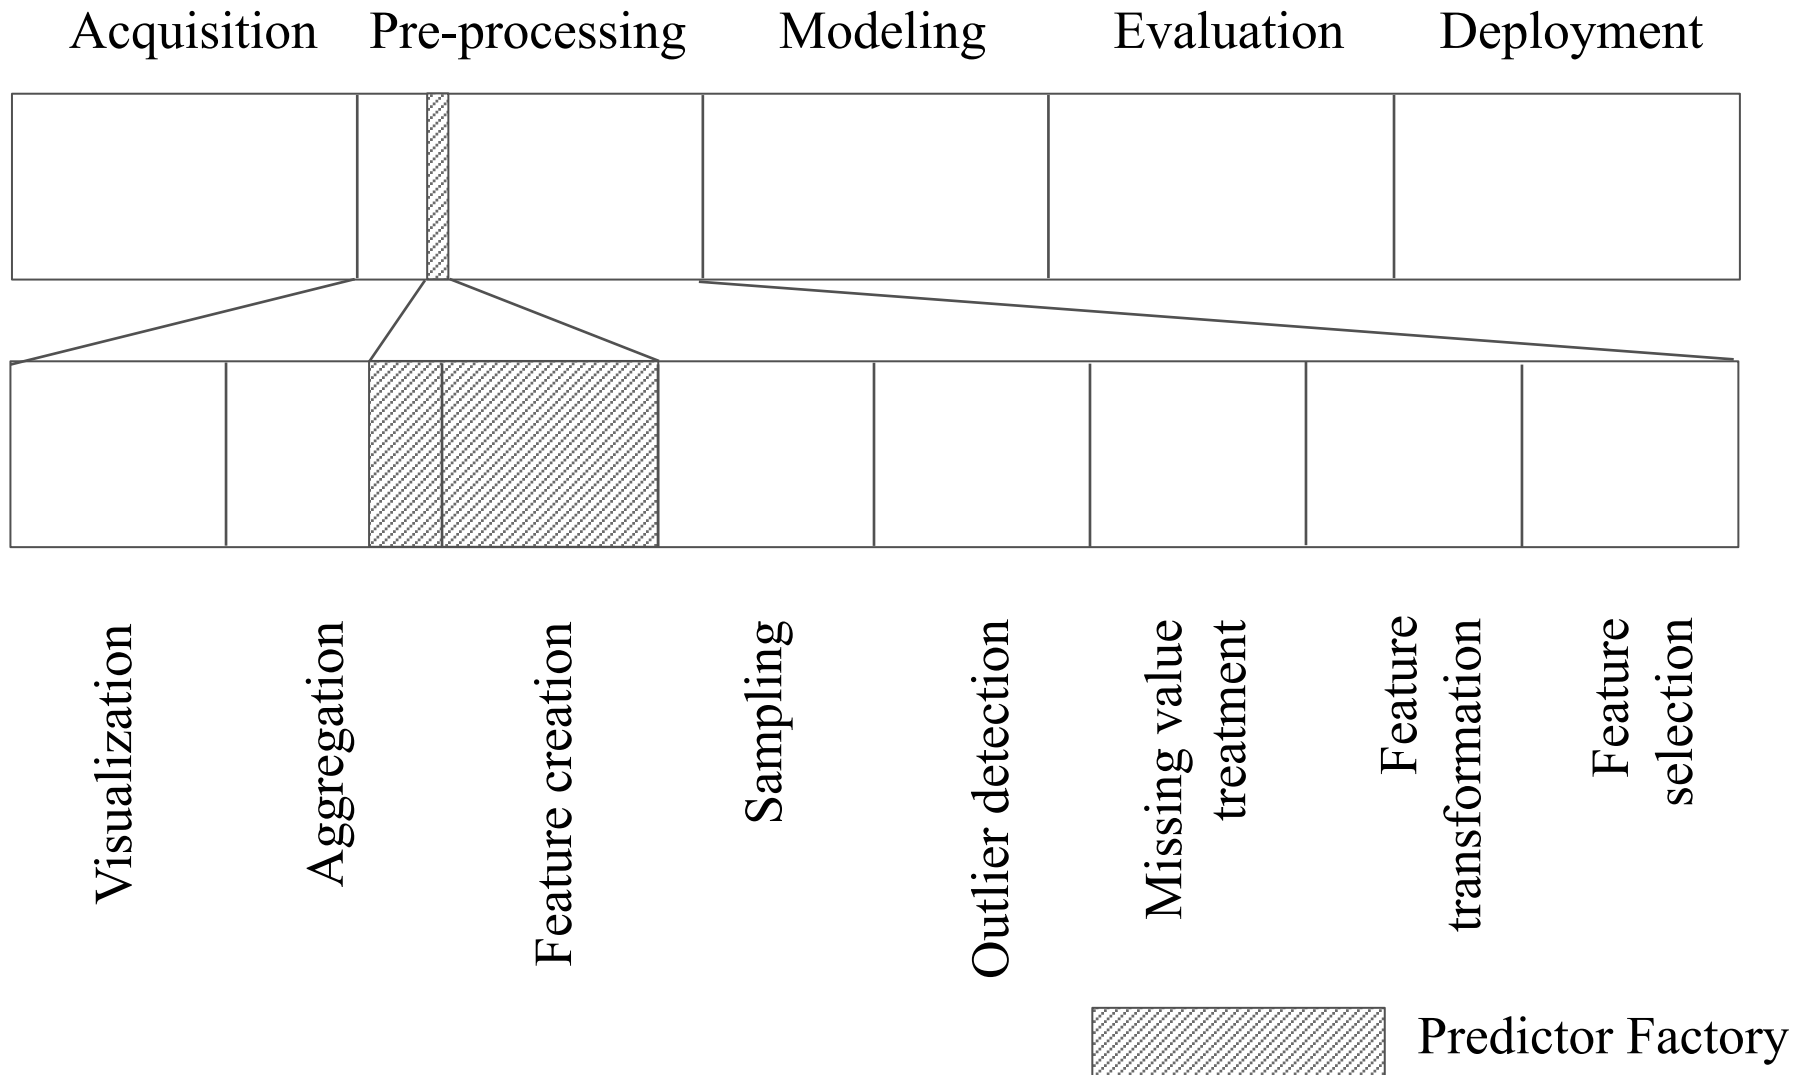 Acquisition Pre-processing Modeling Evaluation Deployment
Visualization
Aggregation
Feature creation
Sampling
Outlier detection
Missing value
treatment
Feature
transformation
Feature
selection
Predictor Factory